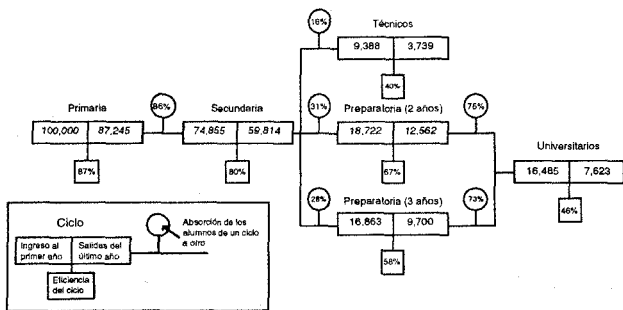 Técnicos
16%
9,388 3,739
40%
Primaria
86%
Secundaria
31%
Preparatoria (2 años)
75%
100,000 87,245
74,855 59,814
18,722 12,562
Universitarios
87%
80%
67%
16,485 7,623
28%
Preparatoria (3 años)
73%
46%
16,863 9,700
58%
Ciclo
Absorción de los
alumnos de un ciclo
a otro
Ingreso al
primer año
Salidas del
último año
Eficiencia
del ciclo